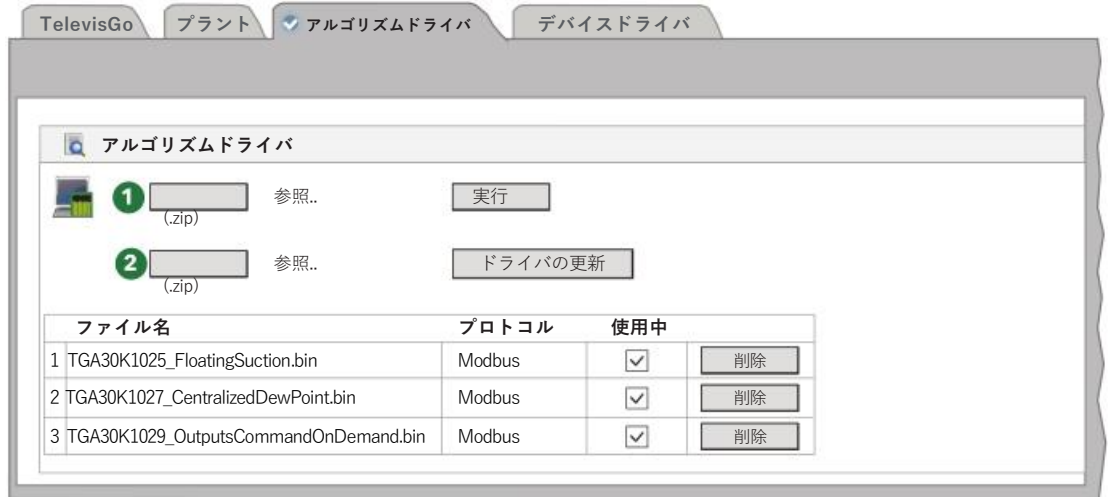 TelevisGo プラント アルゴリズムドライバ デバイスドライバ
アルゴリズムドライバ
1 参照.. 実行
(.zip)
2 参照.. ドライバの更新
(.zip)
ファイル名 プロトコル 使用中
1 TGA30K1025_FloatingSuction.bin Modbus 削除
2 TGA30K1027_CentralizedDewPoint.bin Modbus 削除
3 TGA30K1029_OutputsCommandOnDemand.bin Modbus 削除